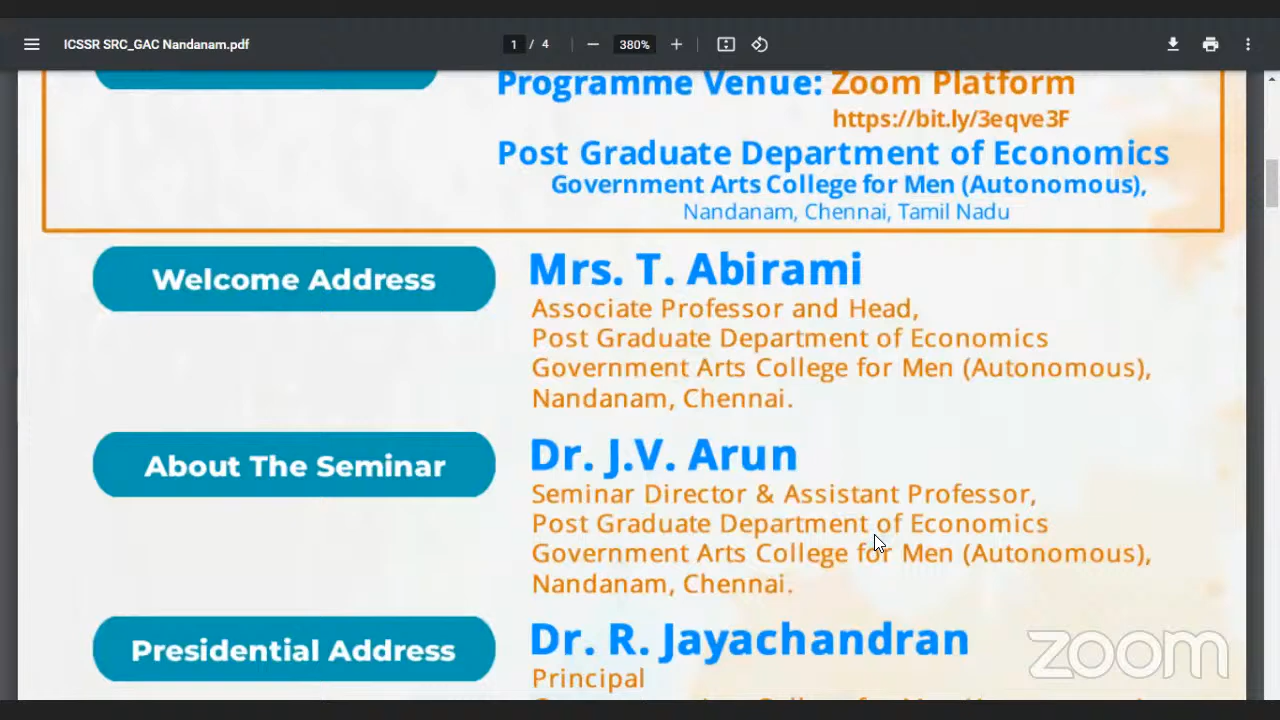 ICSSR SRC_GAC Nandanam.pdf
1 / 4
380%
Programme Venue: Zoom Platform
https://bit.ly/3eqve3F
Post Graduate Department of Economics
Government Arts College for Men (Autonomous),
Nandanam, Chennai, Tamil Nadu
Welcome Address
Mrs. T. Abirami
Associate Professor and Head,
Post Graduate Department of Economics
Government Arts College for Men (Autonomous),
Nandanam, Chennai.
About The Seminar
Dr. J.V. Arun
Seminar Director & Assistant Professor,
Post Graduate Department of Economics
Government Arts College for Men (Autonomous),
Nandanam, Chennai.
Presidential Address
Dr. R. Jayachandran
Principal
zoom